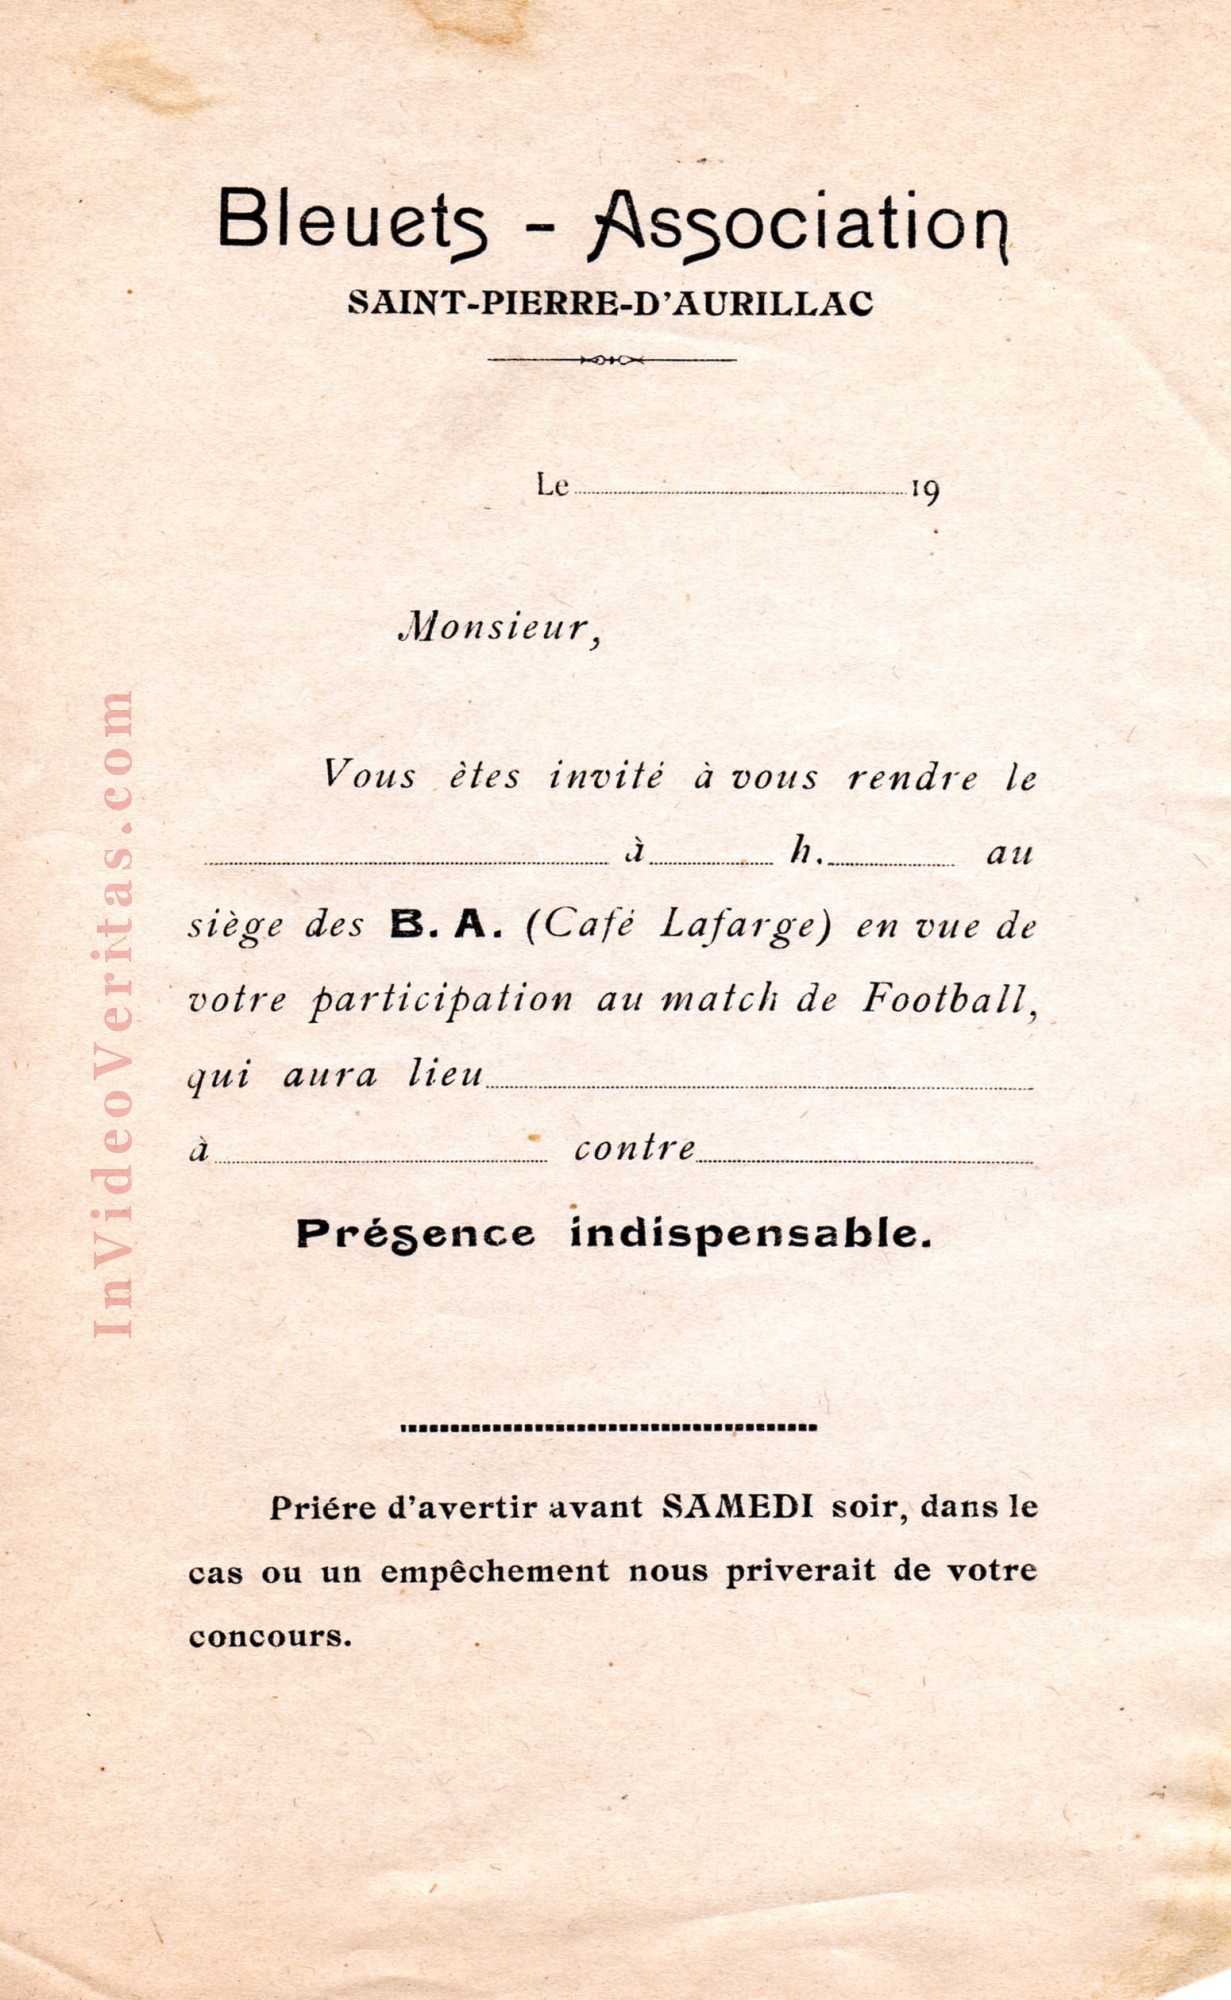 Bleuets - Association
SAINT-PIERRE-D'AURILLAC
Le 19
Monsieur,
Vous êtes invité à vous rendre le
à h. au
siège des B. A. (Café Lafarge) en vue de
votre participation au match de Football,
qui aura lieu
à contre
Présence indispensable.
Priére d'avertir avant SAMEDI soir, dans le
cas ou un empêchement nous priverait de votre
concours.
InVideoVeritas.com